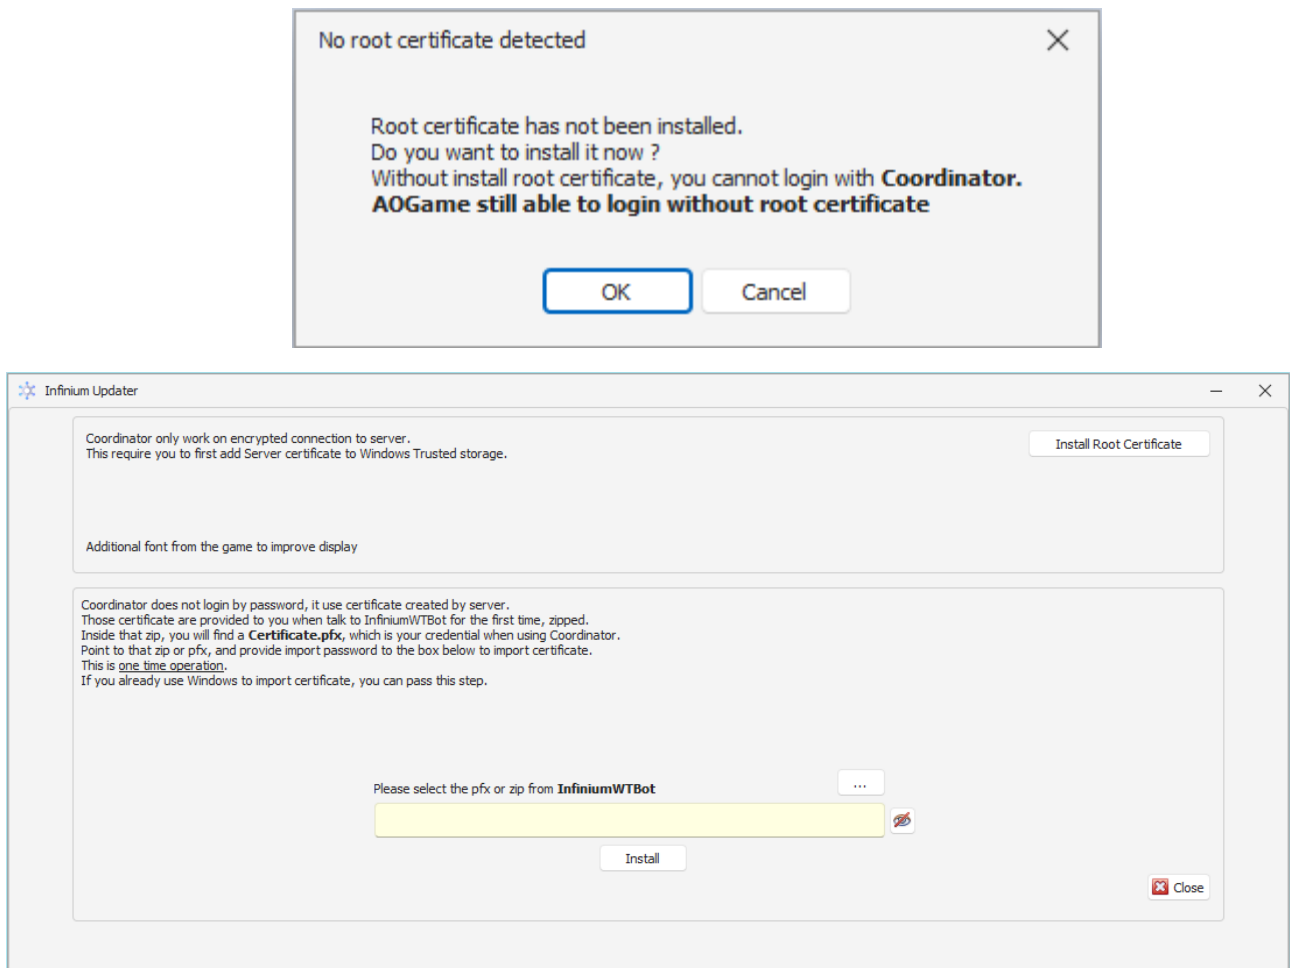 No root certificate detected
Root certificate has not been installed.
Do you want to install it now ?
Without install root certificate, you cannot login with Coordinator.
AOGame still able to login without root certificate
OK
Cancel
Infinium Updater
Coordinator only work on encrypted connection to server.
This require you to first add Server certificate to Windows Trusted storage.
Install Root Certificate
Additional font from the game to improve display
Coordinator does not login by password, it use certificate created by server.
Those certificate are provided to you when talk to InfiniumWTBot for the first time, zipped.
Inside that zip, you will find a Certificate.pfx, which is your credential when using Coordinator.
Point to that zip or pfx, and provide import password to the box below to import certificate.
This is one time operation.
If you already use Windows to import certificate, you can pass this step.
Please select the pfx or zip from InfiniumWTBot
...
Install
Close